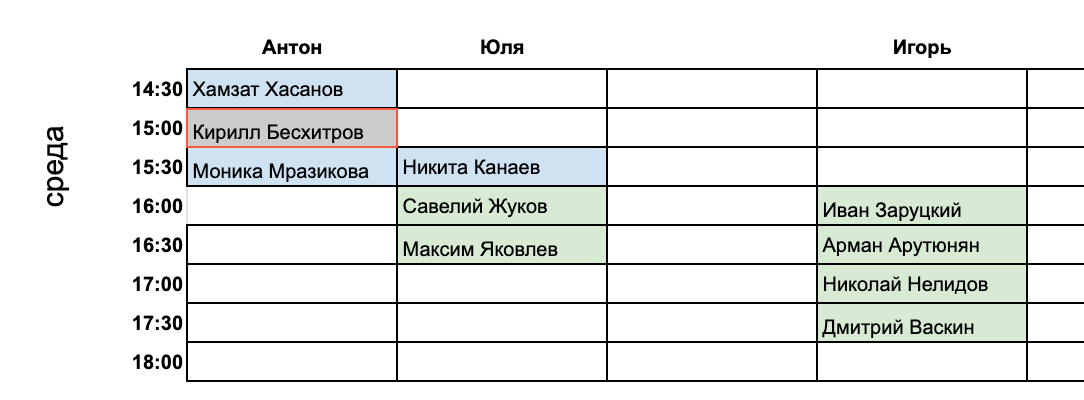 Антон Юля Игорь
среда
14:30 Хамзат Хасанов
15:00 Кирилл Бесхитров
15:30 Моника Мразикова Никита Канаев
16:00 Савелий Жуков Иван Заруцкий
16:30 Максим Яковлев Арман Арутюнян
17:00 Николай Нелидов
17:30 Дмитрий Васкин
18:00